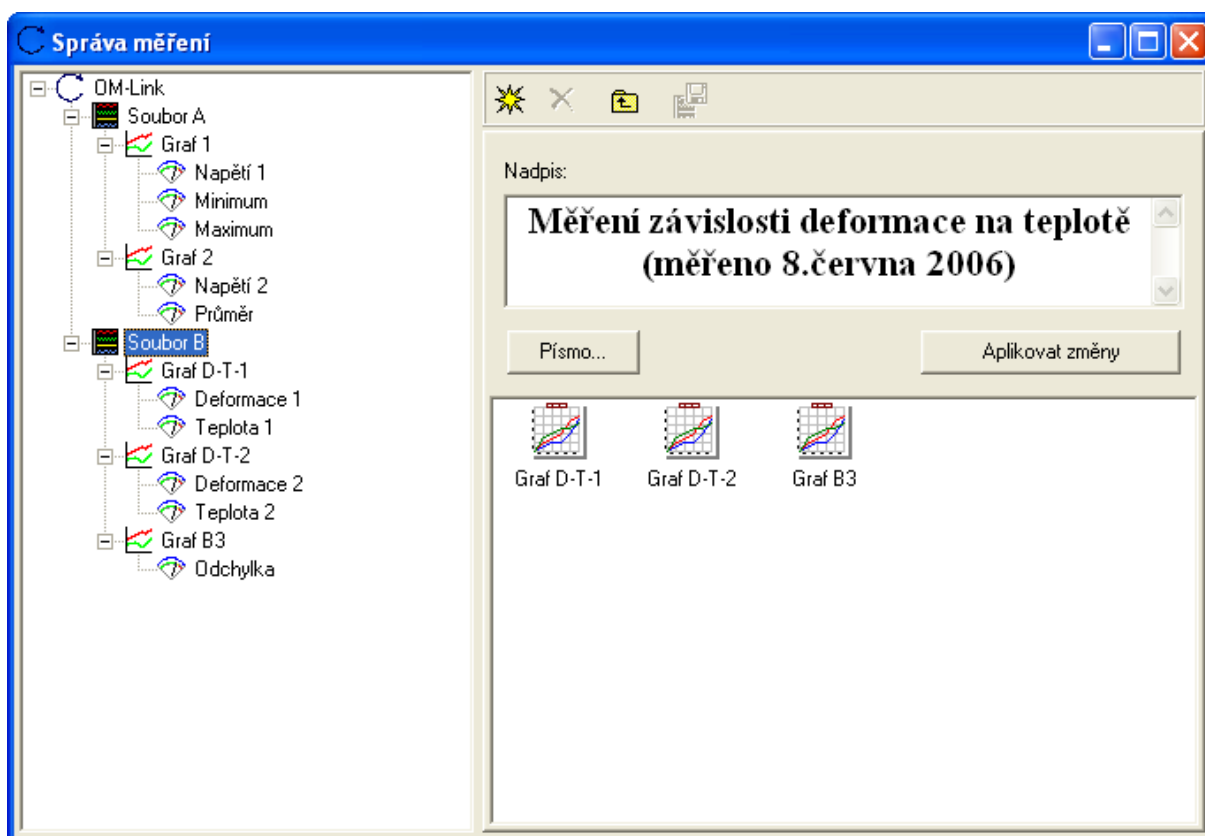 Správa měření
OM-Link
Soubor A
Graf 1
Napětí 1
Minimum
Maximum
Graf 2
Napětí 2
Průměr
Soubor B
Graf D-T-1
Deformace 1
Teplota 1
Graf D-T-2
Deformace 2
Teplota 2
Graf B3
Odchylka
Nadpis:
Měření závislosti deformace na teplotě
(měřeno 8.června 2006)
Písmo...
Aplikovat změny
Graf D-T-1
Graf D-T-2
Graf B3